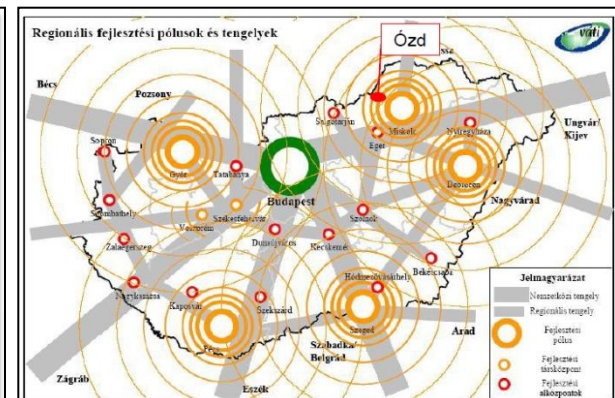 Regionális fejlesztési pólusok és tengelyek
váti
Ózd
Bécs
Pozsony
Ungvár/
Kijev
Sopron
Salgótarján
Miskolc
Eger
Nyíregyháza
Győr
Tatabánya
Debrecen
Budapest
Nagyvárad
Szombathely
Székesfehérvár
Veszprém
Szolnok
Zalaegerszeg
Dunaújváros
Kecskemét
Békéscsaba
Nagykanizsa
Kaposvár
Szekszárd
Hódmezővásárhely
Pécs
Szeged
Arad
Szabadka/
Belgrád
Zágráb
Eszék
Jelmagyarázat
Nemzetközi tengely
Regionális tengely
Fejlesztési
pólus
Fejlesztési
társközpont
Fejlesztési
alközpontok